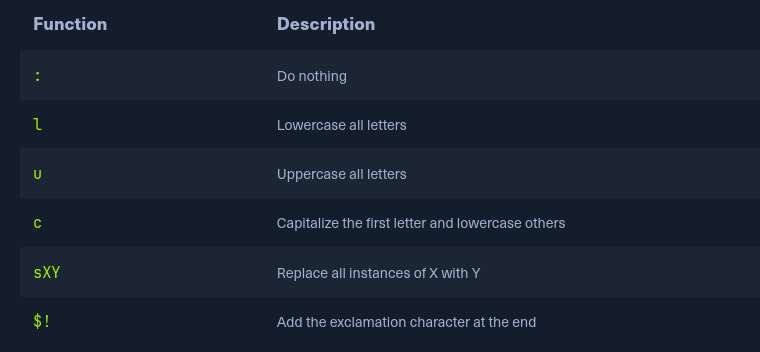 Function Description
: Do nothing
l Lowercase all letters
u Uppercase all letters
c Capitalize the first letter and lowercase others
sXY Replace all instances of X with Y
$! Add the exclamation character at the end